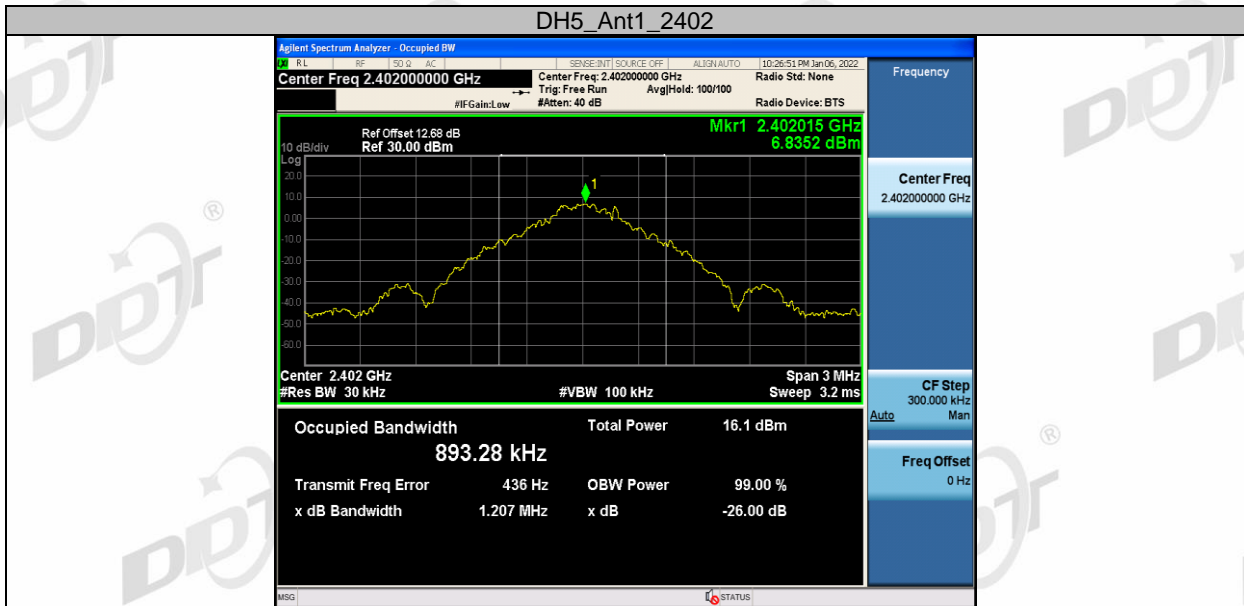 DH5_Ant1_2402
Agilent Spectrum Analyzer - Occupied BW
RL RF 50 Ω AC SENSE:INT SOURCE OFF ALIGN AUTO 10:26:51 PM Jan 06, 2022
Center Freq 2.402000000 GHz
Center Freq: 2.402000000 GHz Radio Std: None
Trig: Free Run Avg|Hold: 100/100
#IFGain:Low #Atten: 40 dB Radio Device: BTS
Frequency
Mkr1 2.402015 GHz
6.8352 dBm
Ref Offset 12.68 dB
10 dB/div Ref 30.00 dBm
Log
20.0
10.0
0.00
-10.0
-20.0
-30.0
-40.0
-50.0
-60.0
1
Center 2.402 GHz Span 3 MHz
#Res BW 30 kHz #VBW 100 kHz Sweep 3.2 ms
Occupied Bandwidth Total Power 16.1 dBm
893.28 kHz
Transmit Freq Error 436 Hz OBW Power 99.00 %
x dB Bandwidth 1.207 MHz x dB -26.00 dB
Center Freq
2.402000000 GHz
CF Step
300.000 kHz
Auto Man
Freq Offset
0 Hz
MSG STATUS
DDT
®
DDT
DDT
®
DDT